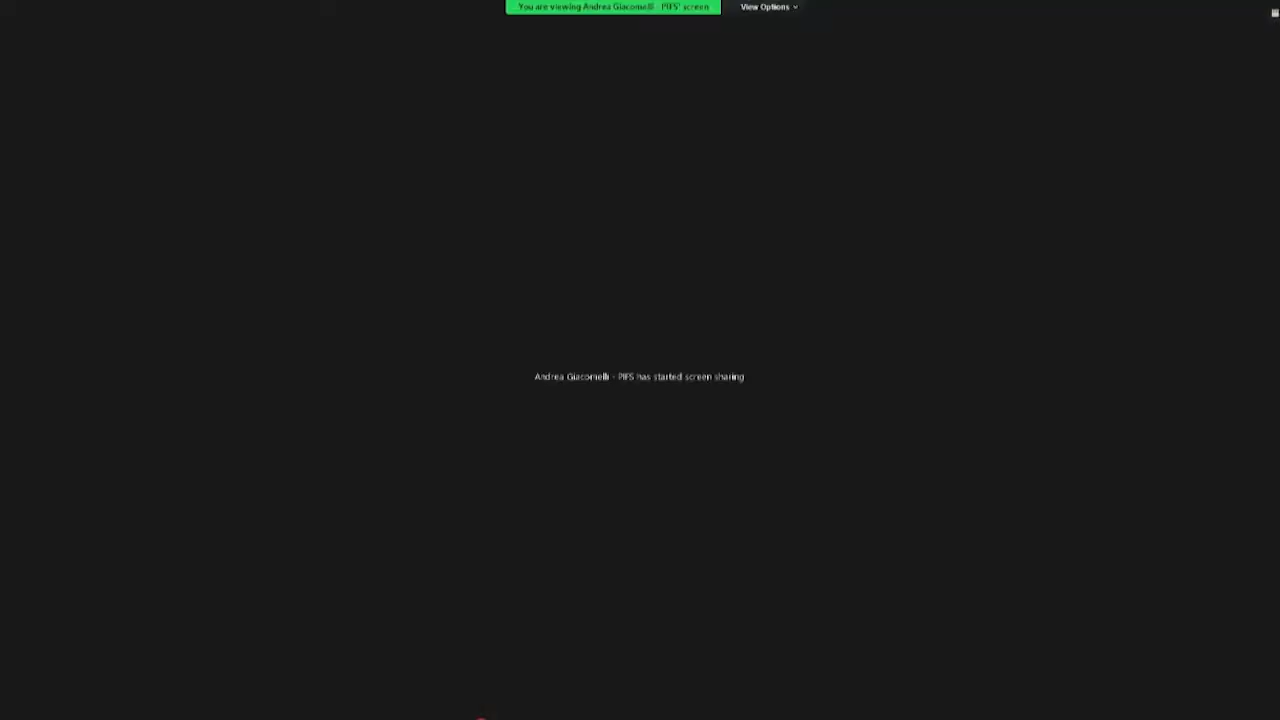 You are viewing Andrea Giacomelli - PIFS' screen
View Options
Andrea Giacomelli - PIFS has started screen sharing